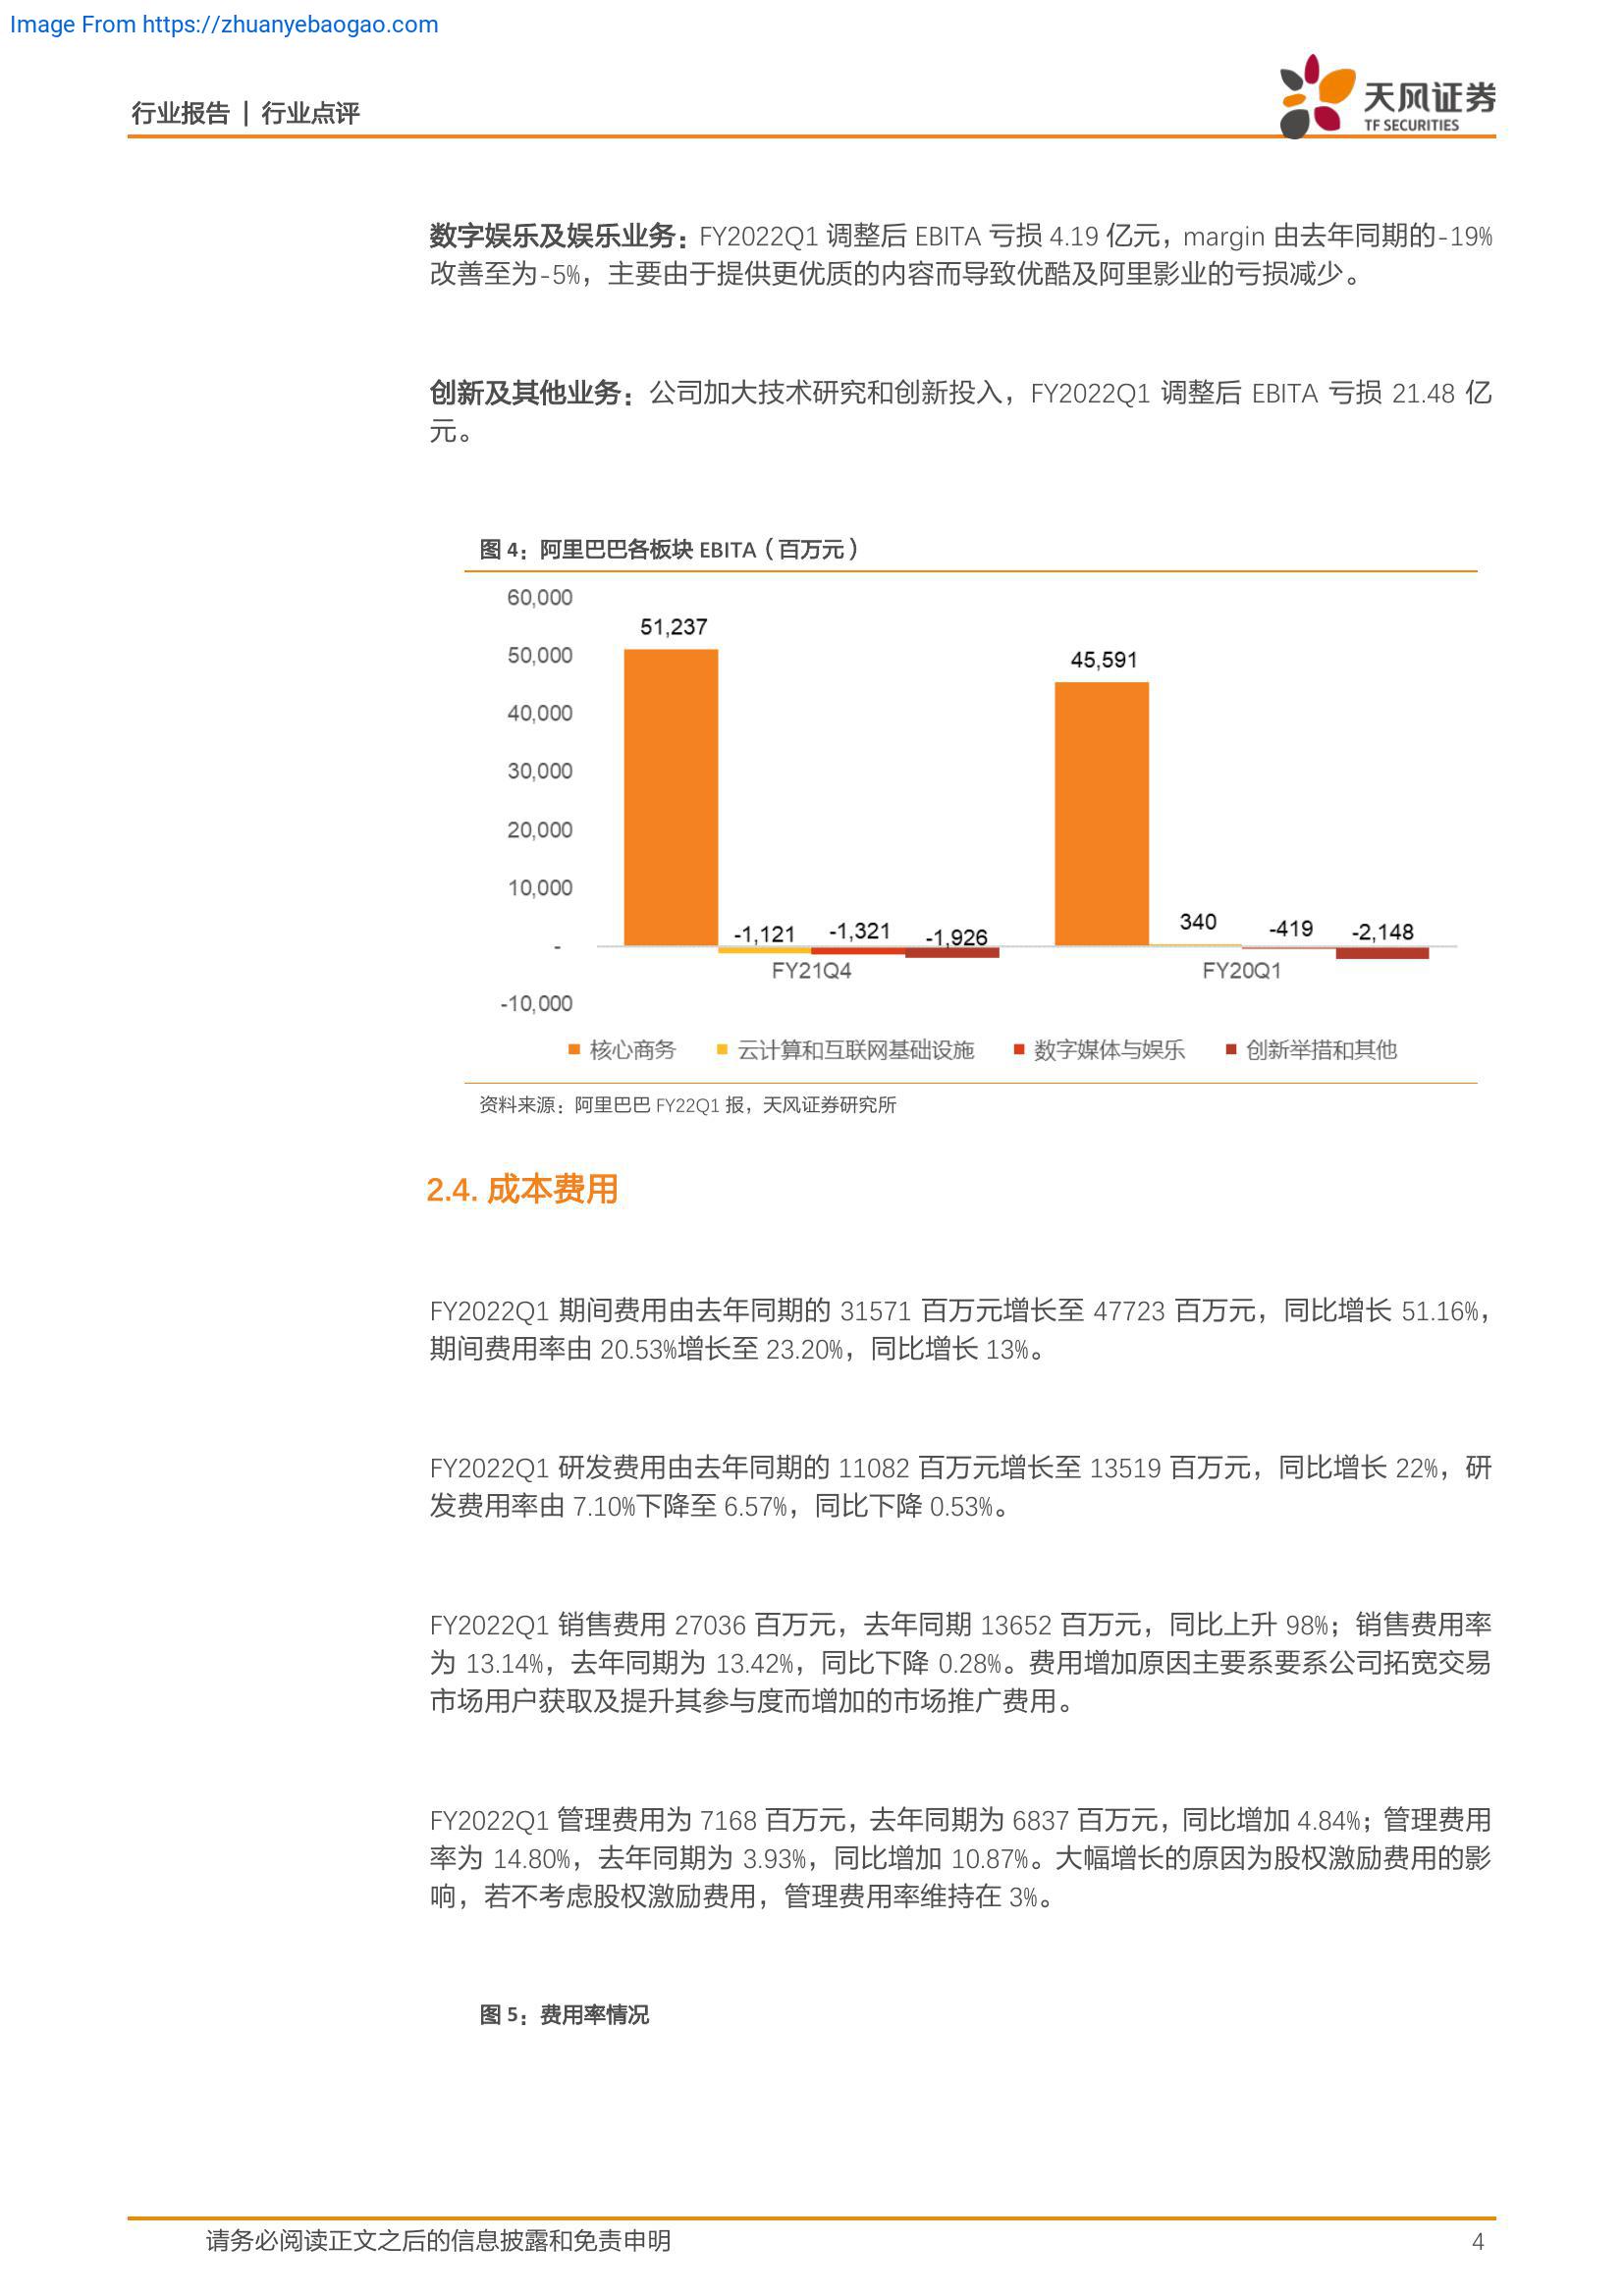 Image From https://zhuanyebaogao.com
行业报告 | 行业点评
天风证券
TF SECURITIES
数字娱乐及娱乐业务：FY2022Q1 调整后 EBITA 亏损 4.19 亿元，margin 由去年同期的-19%
改善至为-5%，主要由于提供更优质的内容而导致优酷及阿里影业的亏损减少。
创新及其他业务：公司加大技术研究和创新投入，FY2022Q1 调整后 EBITA 亏损 21.48 亿
元。
图 4：阿里巴巴各板块 EBITA（百万元）
60,000
50,000
40,000
30,000
20,000
10,000
-
-10,000
51,237
-1,121
-1,321
-1,926
45,591
340
-419
-2,148
FY21Q4
FY20Q1
核心商务 云计算和互联网基础设施 数字媒体与娱乐 创新举措和其他
资料来源：阿里巴巴 FY22Q1 报，天风证券研究所
2.4. 成本费用
FY2022Q1 期间费用由去年同期的 31571 百万元增长至 47723 百万元，同比增长 51.16%，
期间费用率由 20.53%增长至 23.20%，同比增长 13%。
FY2022Q1 研发费用由去年同期的 11082 百万元增长至 13519 百万元，同比增长 22%，研
发费用率由 7.10%下降至 6.57%，同比下降 0.53%。
FY2022Q1 销售费用 27036 百万元，去年同期 13652 百万元，同比上升 98%；销售费用率
为 13.14%，去年同期为 13.42%，同比下降 0.28%。费用增加原因主要系要系公司拓宽交易
市场用户获取及提升其参与度而增加的市场推广费用。
FY2022Q1 管理费用为 7168 百万元，去年同期为 6837 百万元，同比增加 4.84%；管理费用
率为 14.80%，去年同期为 3.93%，同比增加 10.87%。大幅增长的原因为股权激励费用的影
响，若不考虑股权激励费用，管理费用率维持在 3%。
图 5：费用率情况
请务必阅读正文之后的信息披露和免责申明
4